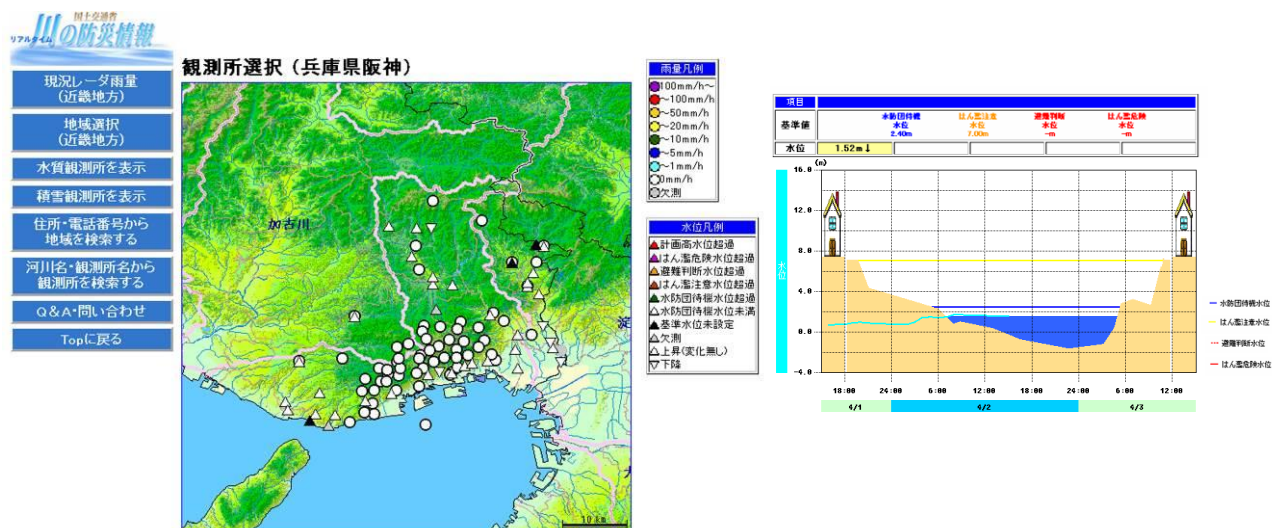 国土交通省
リアルタイム 川の防災情報
現況レーダ雨量
(近畿地方)
地域選択
(近畿地方)
水質観測所を表示
積雪観測所を表示
住所・電話番号から
地域を検索する
河川名・観測所名から
観測所を検索する
Q&A・問い合わせ
Topに戻る
観測所選択(兵庫県阪神)
加古川
淀
10 km
雨量凡例
100mm/h~
~100mm/h
~50mm/h
~20mm/h
~10mm/h
~5mm/h
~1mm/h
0mm/h
欠測
水位凡例
計画高水位超過
はん濫危険水位超過
避難判断水位超過
はん濫注意水位超過
水防団待機水位超過
水防団待機水位未満
基準水位未設定
欠測
上昇(変化無し)
下降
項目
基準値
水防団待機
水位
2.40m
はん濫注意
水位
7.00m
避難判断
水位
-m
はん濫危険
水位
-m
水位
1.52m↓
(m)
16.0
12.0
8.0
4.0
0.0
-4.0
水位
18:00 24:00 6:00 12:00 18:00 24:00 6:00 12:00
4/1 4/2 4/3
水防団待機水位
はん濫注意水位
避難判断水位
はん濫危険水位